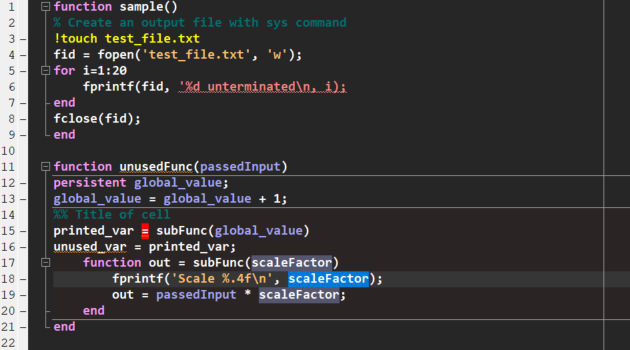 1 function sample()
2 % Create an output file with sys command
3 – !touch test_file.txt
4 – fid = fopen('test_file.txt', 'w');
5 – for i=1:20
6     fprintf(fid, '%d unterminated\n, i);
7 – end
8 – fclose(fid);
9 – end
10
11 function unusedFunc(passedInput)
12 – persistent global_value;
13 – global_value = global_value + 1;
14 %% Title of cell
15 – printed_var = subFunc(global_value)
16 – unused_var = printed_var;
17     function out = subFunc(scaleFactor)
18 –         fprintf('Scale %.4f\n', scaleFactor);
19 –         out = passedInput * scaleFactor;
20 –     end
21 – end
22